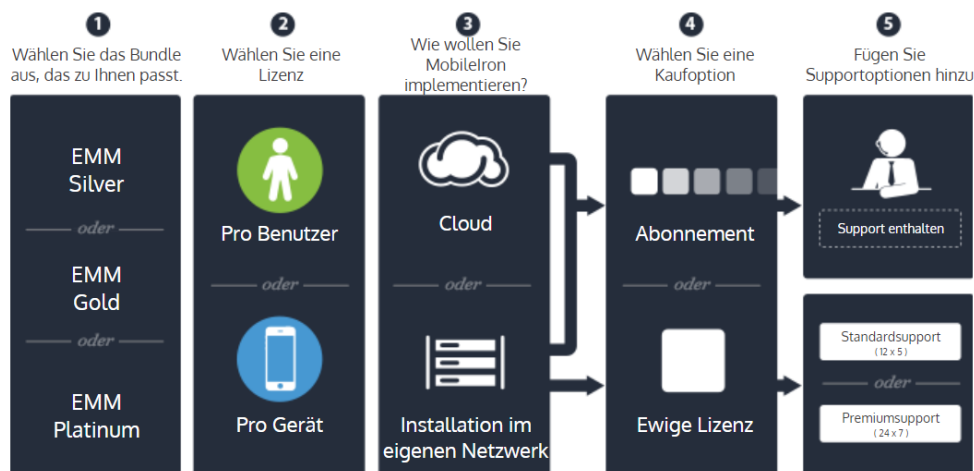 1
Wählen Sie das Bundle
aus, das zu Ihnen passt.
EMM
Silver
oder
EMM
Gold
oder
EMM
Platinum
2
Wählen Sie eine
Lizenz
Pro Benutzer
oder
Pro Gerät
3
Wie wollen Sie
MobileIron
implementieren?
Cloud
oder
Installation im
eigenen Netzwerk
4
Wählen Sie eine
Kaufoption
Abonnement
oder
Ewige Lizenz
5
Fügen Sie
Supportoptionen hinzu
Support enthalten
Standardsupport
( 12 x 5 )
oder
Premiumsupport
( 24 x 7 )